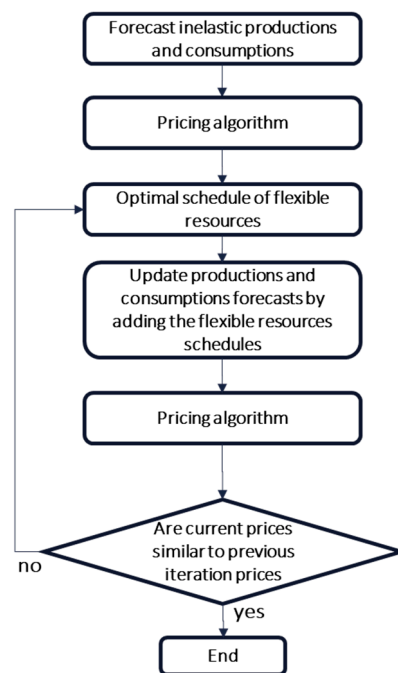 Forecast inelastic productions
and consumptions
Pricing algorithm
Optimal schedule of flexible
resources
Update productions and
consumptions forecasts by
adding the flexible resources
schedules
Pricing algorithm
Are current prices
similar to previous
iteration prices
no
yes
End